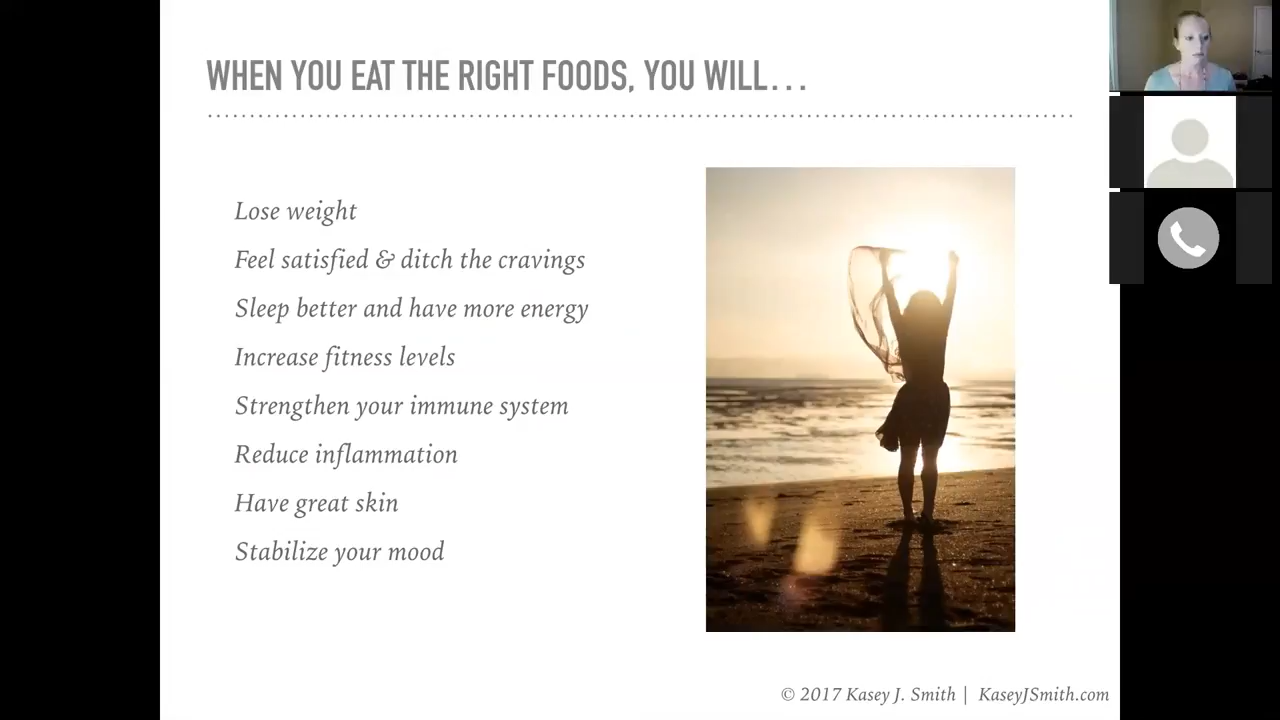 WHEN YOU EAT THE RIGHT FOODS, YOU WILL...
Lose weight
Feel satisfied & ditch the cravings
Sleep better and have more energy
Increase fitness levels
Strengthen your immune system
Reduce inflammation
Have great skin
Stabilize your mood
© 2017 Kasey J. Smith | KaseyJSmith.com